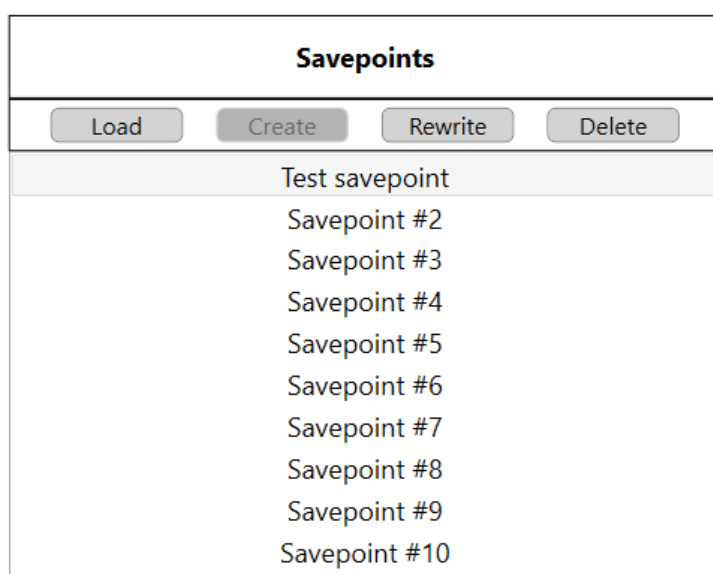 Savepoints
Load Create Rewrite Delete
Test savepoint
Savepoint #2
Savepoint #3
Savepoint #4
Savepoint #5
Savepoint #6
Savepoint #7
Savepoint #8
Savepoint #9
Savepoint #10